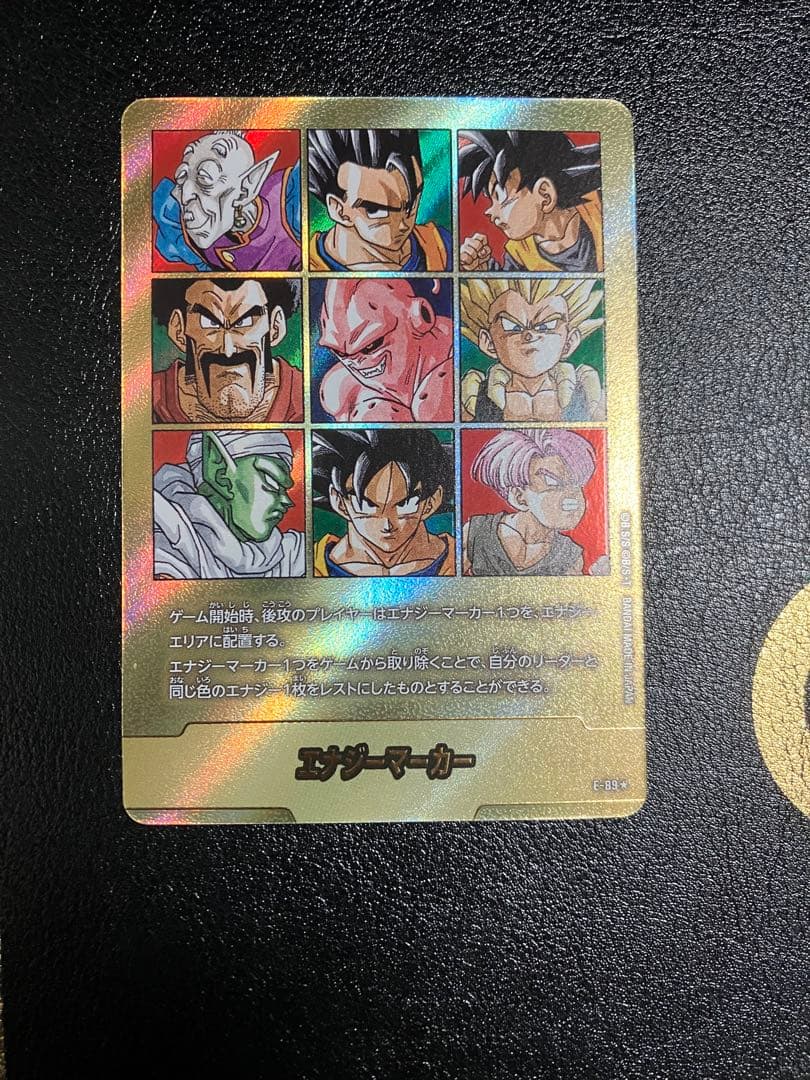 ゲーム開始時、後攻のプレイヤーはエナジーマーカー1つを、エナジー
エリアに配置する。
エナジーマーカー1つをゲームから取り除くことで、自分のリーダーと
同じ色のエナジー1枚をレストにしたものとすることができる。
エナジーマーカー
E-89★
©B.S/S ©B/S・T BANDAI MADE IN JAPAN